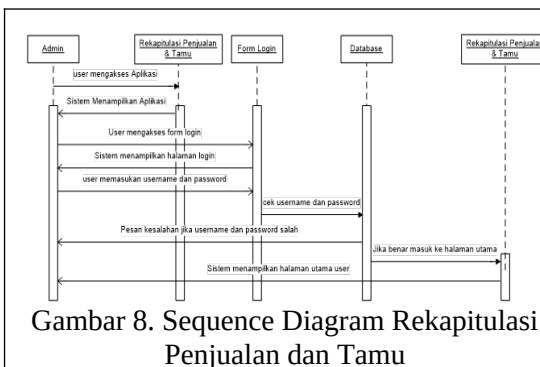 Admin
Rekapitulasi Penjualan
& Tamu
Form Login
Database
Rekapitulasi Penjualan
& Tamu
user mengakses Aplikasi
Sistem Menampilkan Aplikasi
User mengakses form login
Sistem menampilkan halaman login
user memasukan username dan password
cek username dan password
Pesan kesalahan jika username dan password salah
Jika benar masuk ke halaman utama
Sistem menampilkan halaman utama user
Gambar 8. Sequence Diagram Rekapitulasi
Penjualan dan Tamu